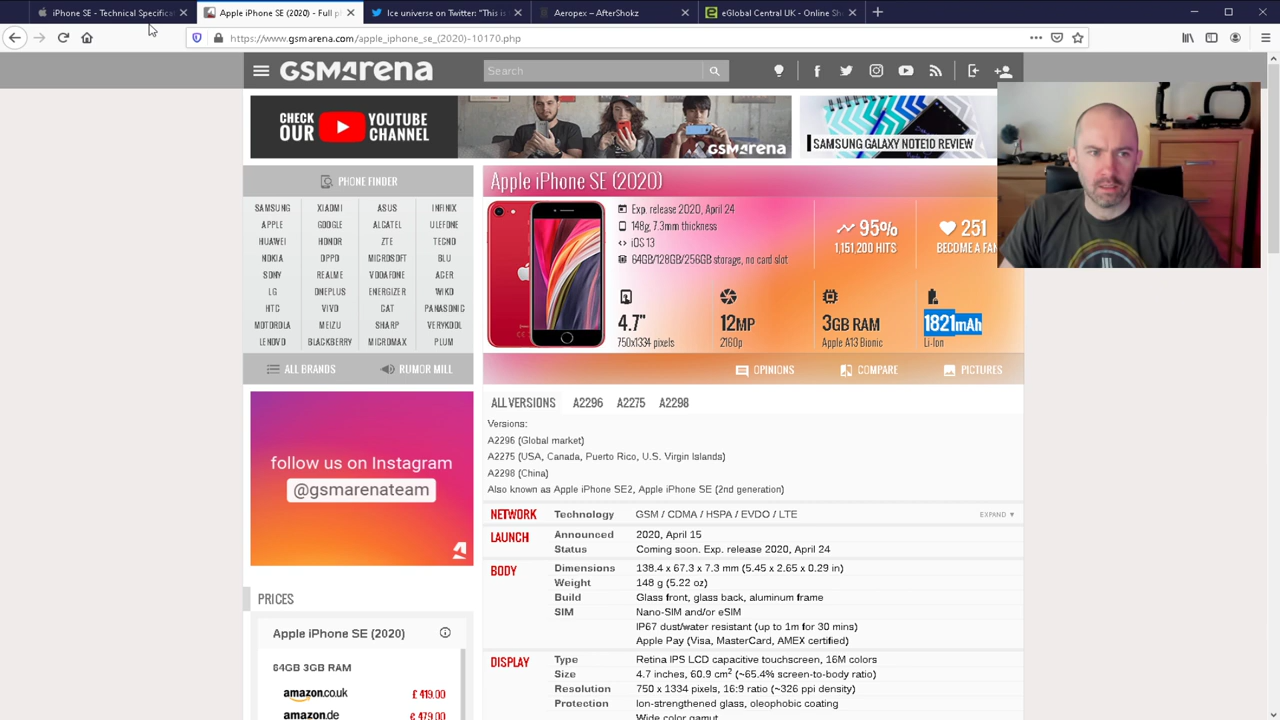 iPhone SE - Technical Specificat
Apple iPhone SE (2020) - Full ph
Ice universe on Twitter: "This is
Aeropex – AfterShokz
eGlobal Central UK - Online Sho
https://www.gsmarena.com/apple_iphone_se_(2020)-10170.php
GSMArena
Search
CHECK OUR YOUTUBE CHANNEL
GSMArena
SAMSUNG GALAXY NOTE10 REVIEW
PHONE FINDER
SAMSUNG XIAOMI ASUS INFINIX
APPLE GOOGLE ALCATEL ULEFONE
HUAWEI HONOR ZTE TECNO
NOKIA OPPO MICROSOFT BLU
SONY REALME VODAFONE ACER
LG ONEPLUS ENERGIZER WIKO
HTC VIVO CAT PANASONIC
MOTOROLA MEIZU SHARP VERYKOOL
LENOVO BLACKBERRY MICROMAX PLUM
ALL BRANDS RUMOR MILL
Apple iPhone SE (2020)
Exp. release 2020, April 24
148g, 7.3mm thickness
iOS 13
64GB/128GB/256GB storage, no card slot
95%
1,151,200 HITS
251
BECOME A FAN
4.7"
750x1334 pixels
12MP
2160p
3GB RAM
Apple A13 Bionic
1821mAh
Li-Ion
OPINIONS COMPARE PICTURES
follow us on Instagram
@gsmarenateam
PRICES
Apple iPhone SE (2020)
64GB 3GB RAM
amazon.co.uk £ 419.00
amazon.de € 479.00
ALL VERSIONS A2296 A2275 A2298
Versions:
A2296 (Global market)
A2275 (USA, Canada, Puerto Rico, U.S. Virgin Islands)
A2298 (China)
Also known as Apple iPhone SE2, Apple iPhone SE (2nd generation)
NETWORK Technology GSM / CDMA / HSPA / EVDO / LTE EXPAND ▼
LAUNCH Announced 2020, April 15
Status Coming soon. Exp. release 2020, April 24
BODY Dimensions 138.4 x 67.3 x 7.3 mm (5.45 x 2.65 x 0.29 in)
Weight 148 g (5.22 oz)
Build Glass front, glass back, aluminum frame
SIM Nano-SIM and/or eSIM
IP67 dust/water resistant (up to 1m for 30 mins)
Apple Pay (Visa, MasterCard, AMEX certified)
DISPLAY Type Retina IPS LCD capacitive touchscreen, 16M colors
Size 4.7 inches, 60.9 cm² (~65.4% screen-to-body ratio)
Resolution 750 x 1334 pixels, 16:9 ratio (~326 ppi density)
Protection Ion-strengthened glass, oleophobic coating
Wide color gamut